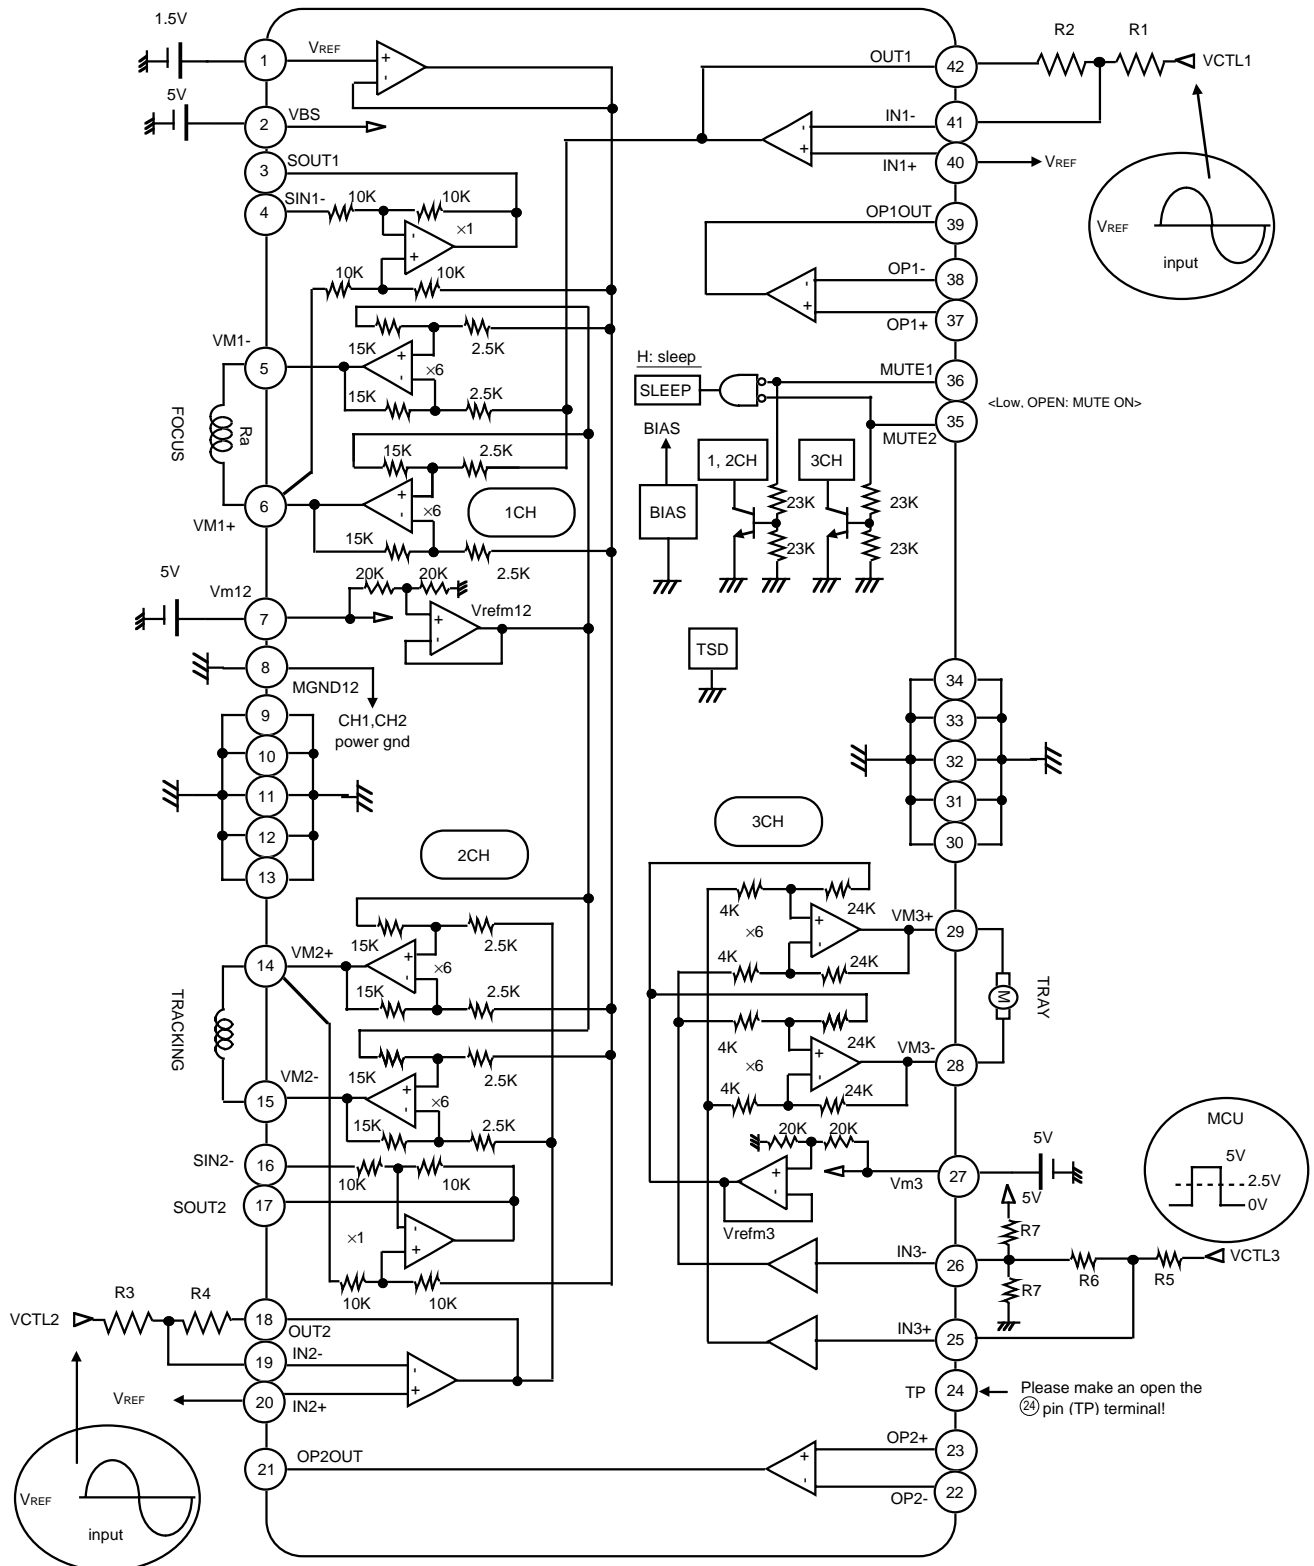 1.5V
1
VREF
+
-
5V
2
VBS
3
SOUT1
4
SIN1-
10K
10K
×1
-
+
10K
10K
VM1-
5
15K
2.5K
+
×6
-
15K
2.5K
FOCUS
Ra
15K
2.5K
+
×6
-
6
VM1+
15K
2.5K
1CH
5V
Vm12
7
20K
20K
+
-
Vrefm12
8
MGND12
CH1,CH2
power gnd
9
10
11
12
13
2CH
14
VM2+
15K
2.5K
+
×6
-
15K
2.5K
TRACKING
15
VM2-
15K
2.5K
+
×6
-
15K
2.5K
SIN2-
16
10K
10K
SOUT2
17
×1
-
+
10K
10K
VCTL2
R3
R4
18
OUT2
19
IN2-
-
+
VREF
20
IN2+
21
OP2OUT
VREF
input
OUT1
42
R2
R1
VCTL1
IN1-
41
-
+
IN1+
40
VREF
OP1OUT
39
OP1-
38
-
+
OP1+
37
VREF
input
H: sleep
SLEEP
MUTE1
36
<Low, OPEN: MUTE ON>
35
MUTE2
BIAS
BIAS
1, 2CH
3CH
23K
23K
23K
23K
TSD
34
33
32
31
30
3CH
4K
24K
×6
+
-
4K
24K
VM3+
29
M
TRAY
4K
24K
×6
+
-
4K
24K
VM3-
28
20K
20K
+
-
Vrefm3
Vm3
27
5V
5V
R7
R7
IN3-
26
R6
R5
VCTL3
MCU
5V
2.5V
0V
IN3+
25
TP
24
Please make an open the
24 pin (TP) terminal!
OP2+
23
+
-
OP2-
22